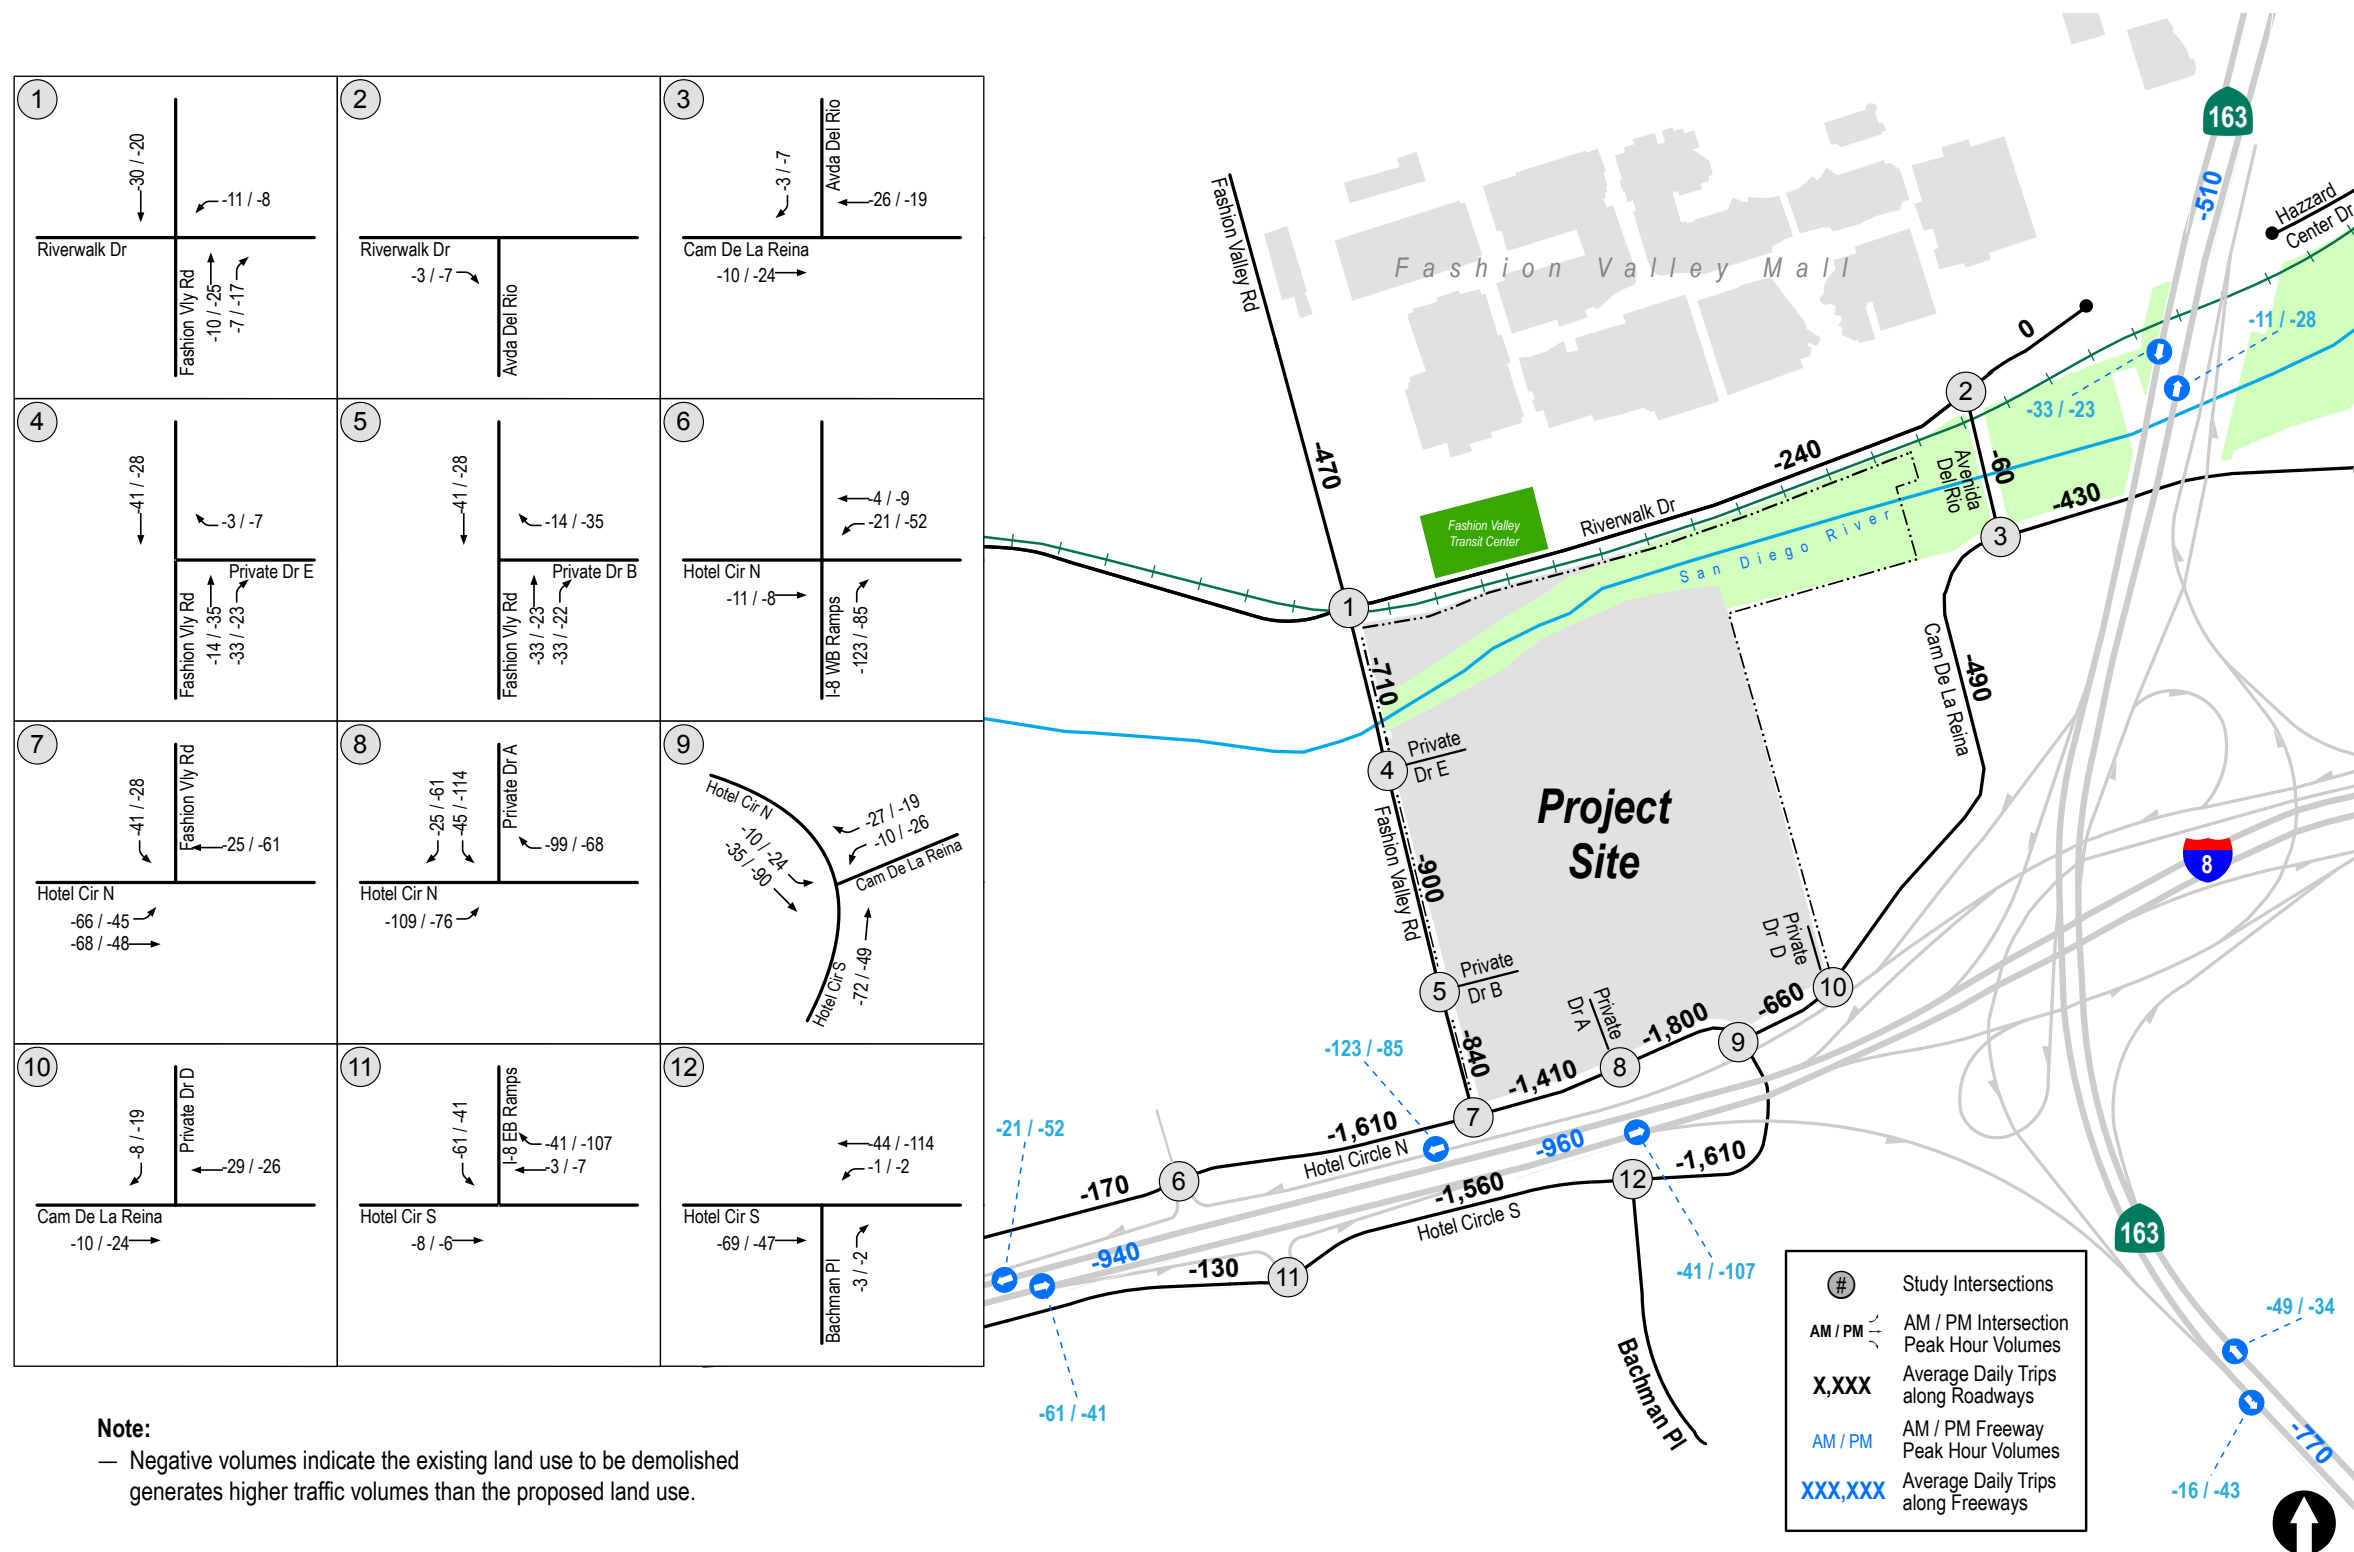 1
-30 / -20
-11 / -8
Riverwalk Dr
Fashion Vly Rd
-10 / -25
-7 / -17
2
Riverwalk Dr
-3 / -7
Avda Del Rio
3
-3 / -7
Avda Del Rio
-26 / -19
Cam De La Reina
-10 / -24
4
-41 / -28
-3 / -7
Private Dr E
Fashion Vly Rd
-14 / -35
-33 / -23
5
-41 / -28
-14 / -35
Private Dr B
Fashion Vly Rd
-33 / -23
-33 / -22
6
-4 / -9
-21 / -52
Hotel Cir N
-11 / -8
I-8 WB Ramps
-123 / -85
7
-41 / -28
Fashion Vly Rd
-25 / -61
Hotel Cir N
-66 / -45
-68 / -48
8
-25 / -61
-45 / -114
Private Dr A
-99 / -68
Hotel Cir N
-109 / -76
9
Hotel Cir N
-27 / -19
-10 / -26
-10 / -24
-35 / -90
Cam De La Reina
Hotel Cir S
-72 / -49
10
-8 / -19
Private Dr D
-29 / -26
Cam De La Reina
-10 / -24
11
-61 / -41
I-8 EB Ramps
-41 / -107
-3 / -7
Hotel Cir S
-8 / -6
12
-44 / -114
-1 / -2
Hotel Cir S
-69 / -47
Bachman Pl
-3 / -2
Note:
— Negative volumes indicate the existing land use to be demolished
generates higher traffic volumes than the proposed land use.
163
-510
Hazzard
Center Dr
Fashion Valley Rd
Fashion Valley Mall
-11 / -28
0
2
-33 / -23
-470
-240
Avenida
Del Rio
-60
-430
Fashion Valley
Transit Center
Riverwalk Dr
San Diego River
3
1
-710
Cam De La Reina
-490
4
Private
Dr E
Project
Site
Fashion Valley Rd
-900
8
Private
Dr D
5
Private
Dr B
10
Private
Dr A
-660
-1,800
9
-840
-123 / -85
8
-1,410
7
-21 / -52
-1,610
Hotel Circle N
-960
-1,610
-170
6
12
-1,560
Hotel Circle S
163
-940
-130
11
-41 / -107
-61 / -41
Bachman Pl
-49 / -34
-770
-16 / -43
# Study Intersections
AM / PM AM / PM Intersection
Peak Hour Volumes
X,XXX Average Daily Trips
along Roadways
AM / PM AM / PM Freeway
Peak Hour Volumes
XXX,XXX Average Daily Trips
along Freeways